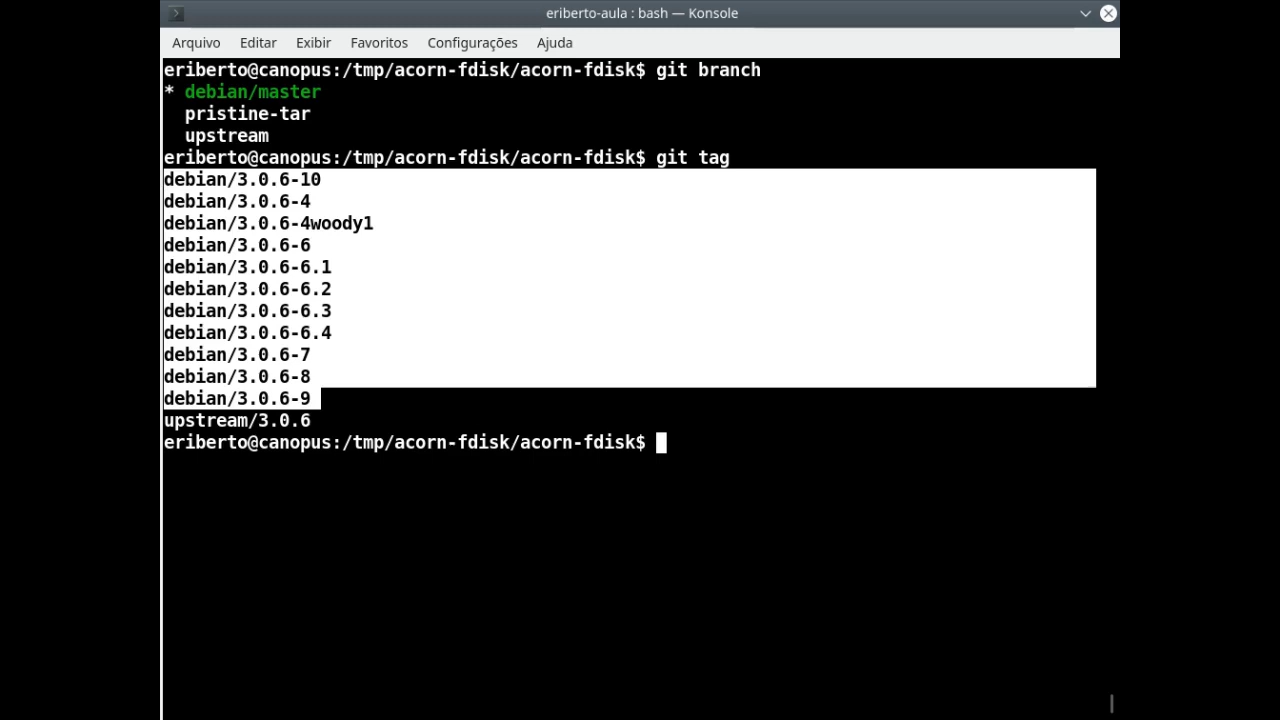 eriberto-aula : bash — Konsole
Arquivo Editar Exibir Favoritos Configurações Ajuda
eriberto@canopus:/tmp/acorn-fdisk/acorn-fdisk$ git branch
* debian/master
  pristine-tar
  upstream
eriberto@canopus:/tmp/acorn-fdisk/acorn-fdisk$ git tag
debian/3.0.6-10
debian/3.0.6-4
debian/3.0.6-4woody1
debian/3.0.6-6
debian/3.0.6-6.1
debian/3.0.6-6.2
debian/3.0.6-6.3
debian/3.0.6-6.4
debian/3.0.6-7
debian/3.0.6-8
debian/3.0.6-9
upstream/3.0.6
eriberto@canopus:/tmp/acorn-fdisk/acorn-fdisk$